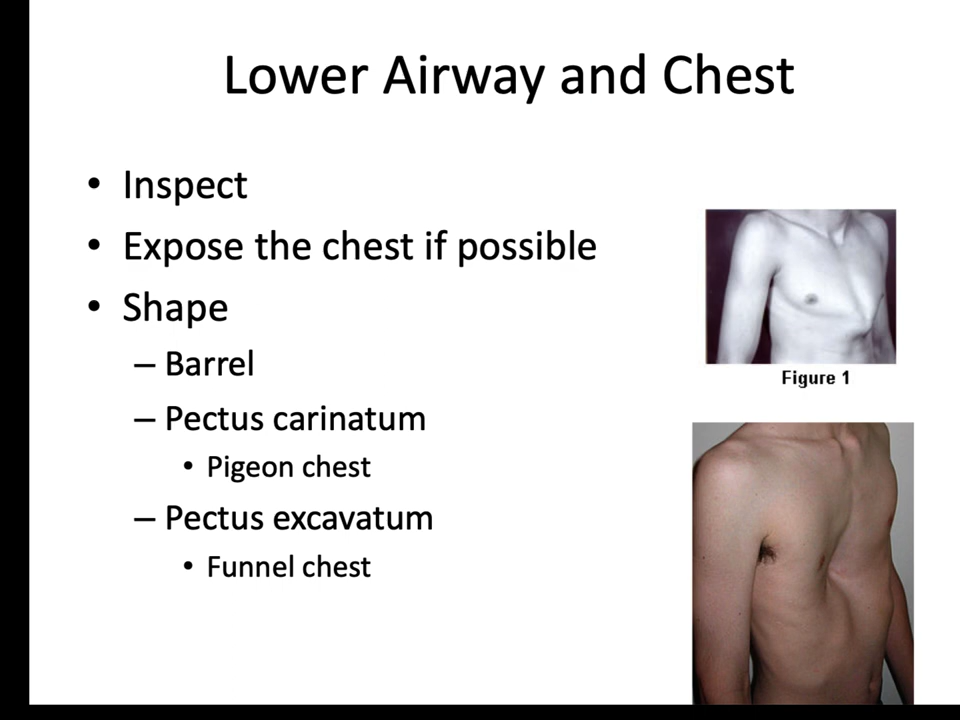 Lower Airway and Chest
• Inspect
• Expose the chest if possible
• Shape
– Barrel
– Pectus carinatum
• Pigeon chest
– Pectus excavatum
• Funnel chest
Figure 1